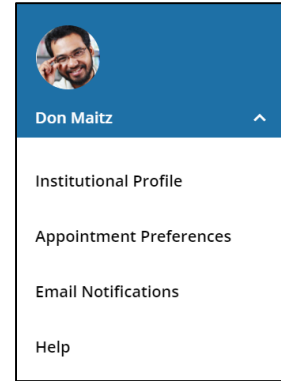 Don Maitz
Institutional Profile
Appointment Preferences
Email Notifications
Help